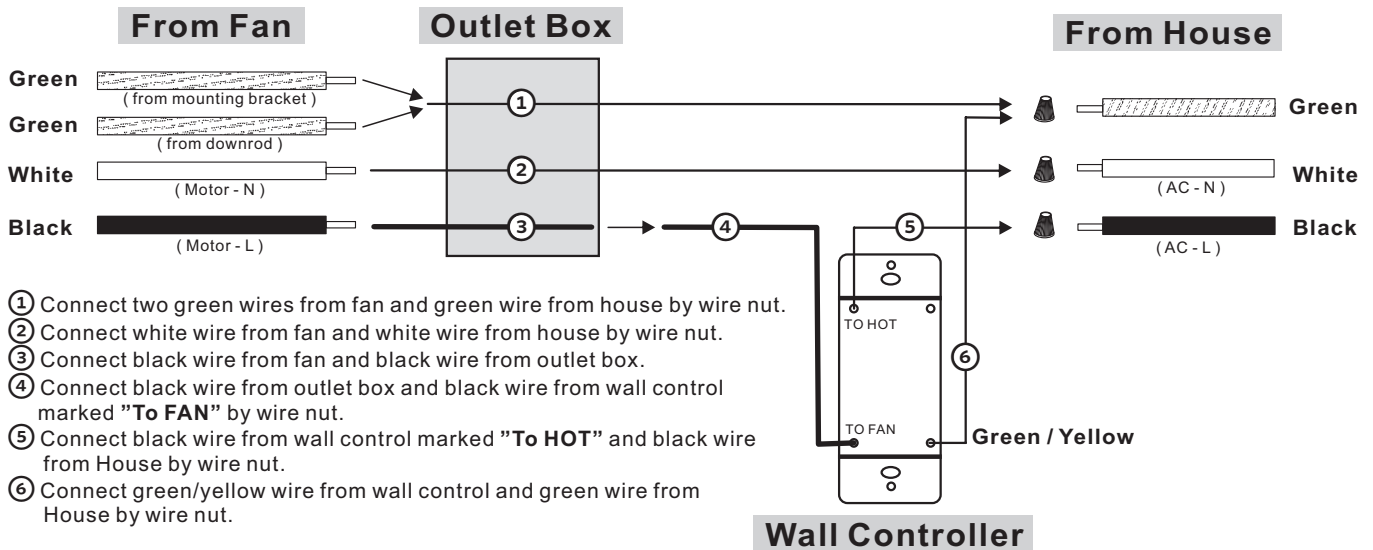 From Fan
Outlet Box
From House
Green
( from mounting bracket )
Green
( from downrod )
White
( Motor - N )
Black
( Motor - L )
1
2
3
4
5
6
Green
White
( AC - N )
Black
( AC - L )
TO HOT
TO FAN
Green / Yellow
Wall Controller
① Connect two green wires from fan and green wire from house by wire nut.
② Connect white wire from fan and white wire from house by wire nut.
③ Connect black wire from fan and black wire from outlet box.
④ Connect black wire from outlet box and black wire from wall control
marked ”To FAN” by wire nut.
⑤ Connect black wire from wall control marked ”To HOT” and black wire
from House by wire nut.
⑥ Connect green/yellow wire from wall control and green wire from
House by wire nut.